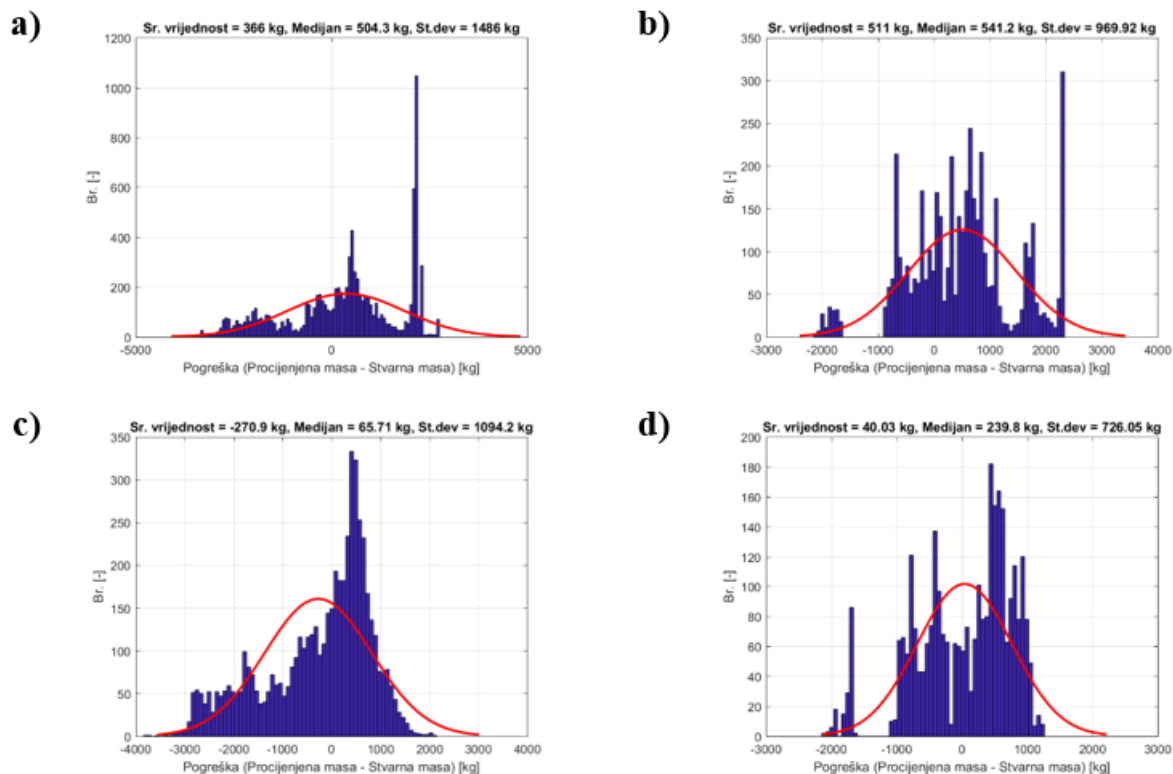 a)
Sr. vrijednost = 366 kg, Medijan = 504.3 kg, St.dev = 1486 kg
1200
1000
800
600
400
200
0
Br. [-]
-5000 0 5000
Pogreška (Procijenjena masa - Stvarna masa) [kg]
b)
Sr. vrijednost = 511 kg, Medijan = 541.2 kg, St.dev = 969.92 kg
350
300
250
200
150
100
50
0
Br. [-]
-3000 -2000 -1000 0 1000 2000 3000 4000
Pogreška (Procijenjena masa - Stvarna masa) [kg]
c)
Sr. vrijednost = -270.9 kg, Medijan = 65.71 kg, St.dev = 1094.2 kg
350
300
250
200
150
100
50
0
Br. [-]
-4000 -3000 -2000 -1000 0 1000 2000 3000 4000
Pogreška (Procijenjena masa - Stvarna masa) [kg]
d)
Sr. vrijednost = 40.03 kg, Medijan = 239.8 kg, St.dev = 726.05 kg
200
180
160
140
120
100
80
60
40
20
0
Br. [-]
-3000 -2000 -1000 0 1000 2000 3000
Pogreška (Procijenjena masa - Stvarna masa) [kg]